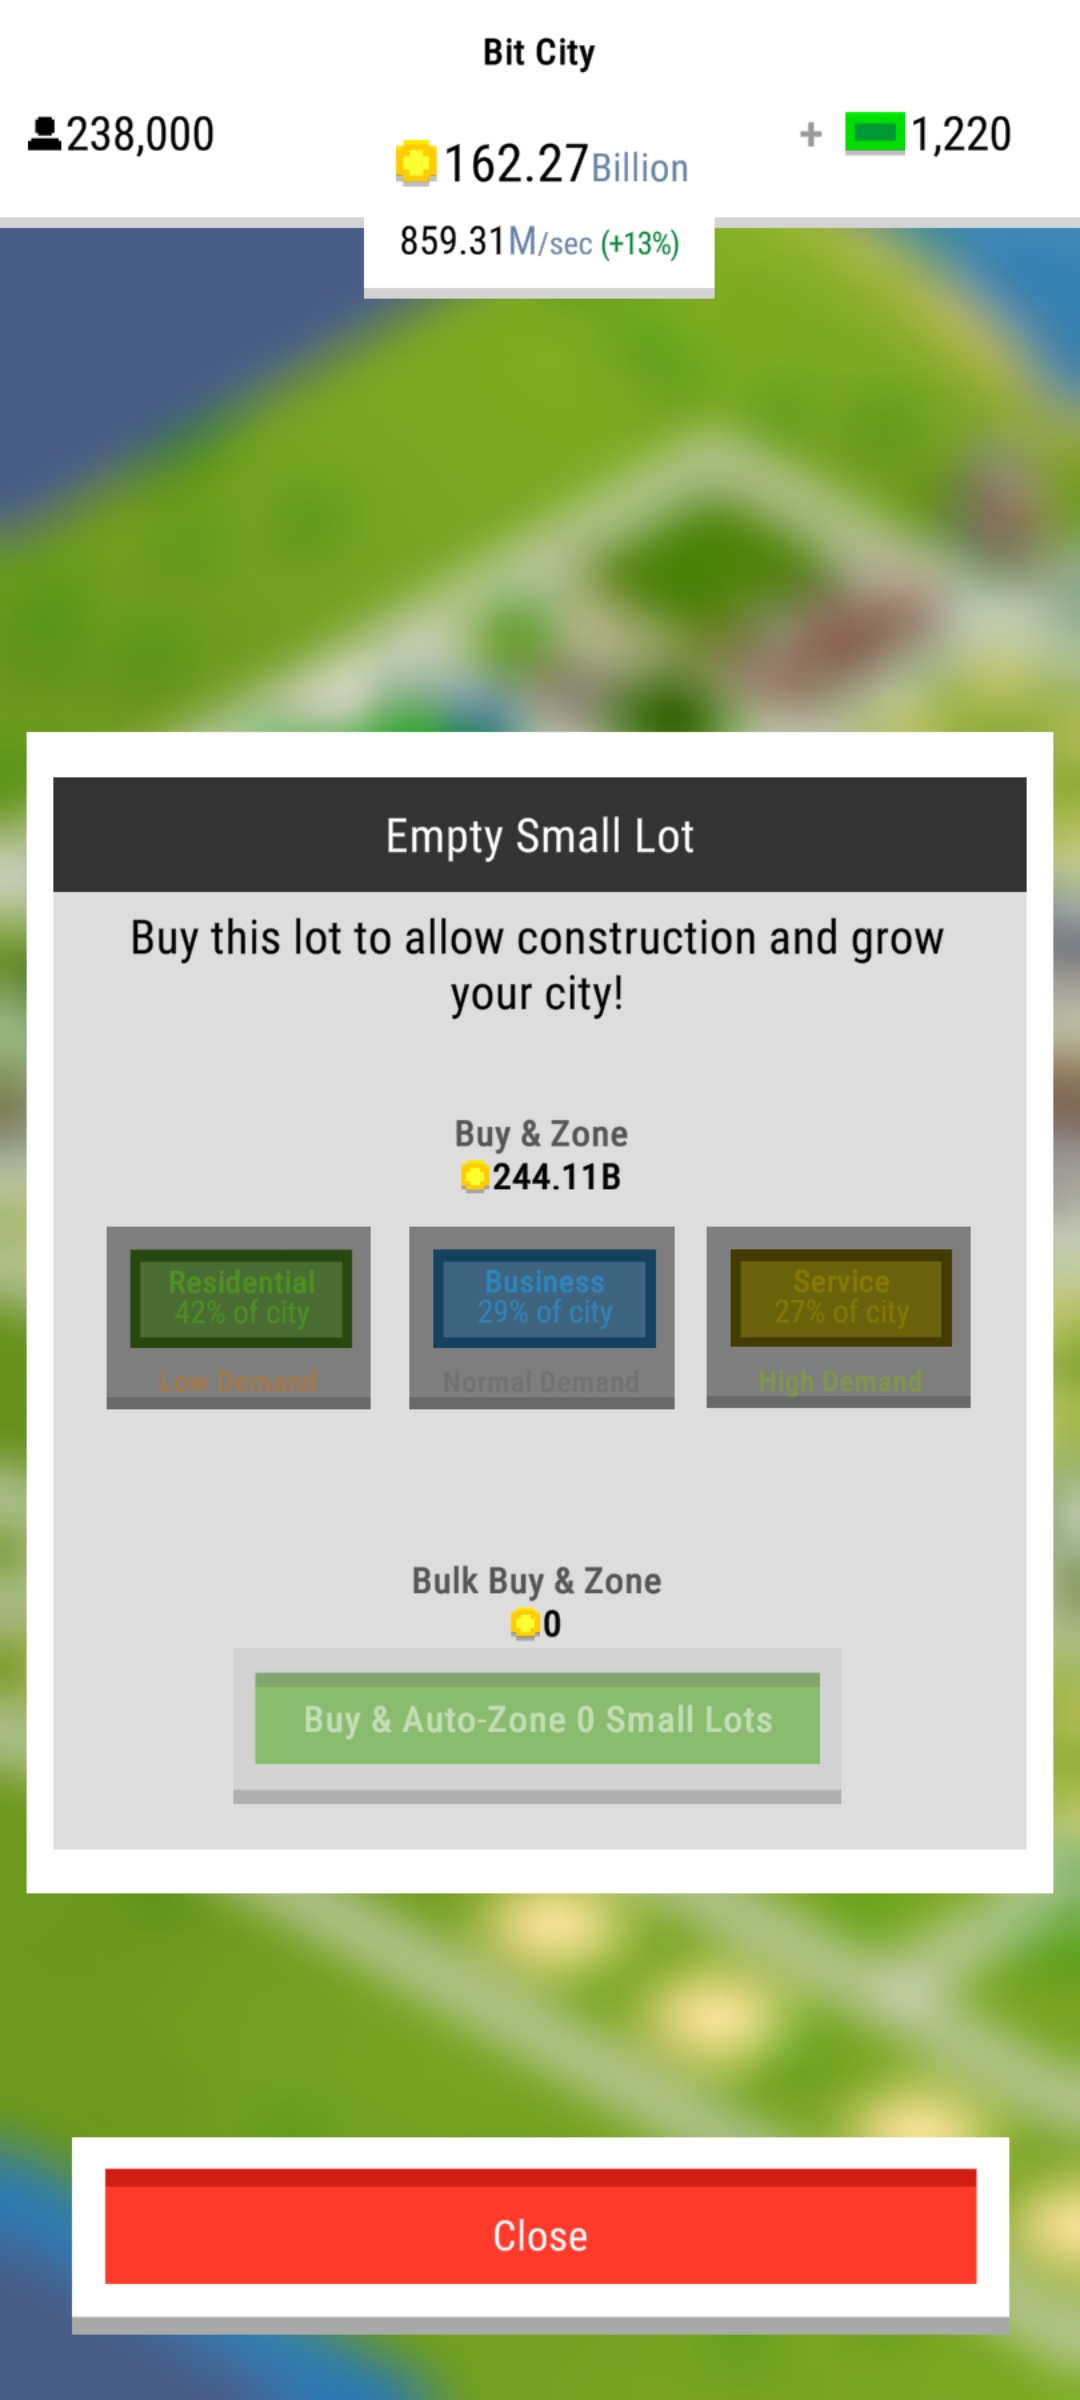 Bit City
238,000
162.27Billion
+ 1,220
859.31M/sec (+13%)
Empty Small Lot
Buy this lot to allow construction and grow
your city!
Buy & Zone
244.11B
Residential
42% of city
Low Demand
Business
29% of city
Normal Demand
Service
27% of city
High Demand
Bulk Buy & Zone
0
Buy & Auto-Zone 0 Small Lots
Close